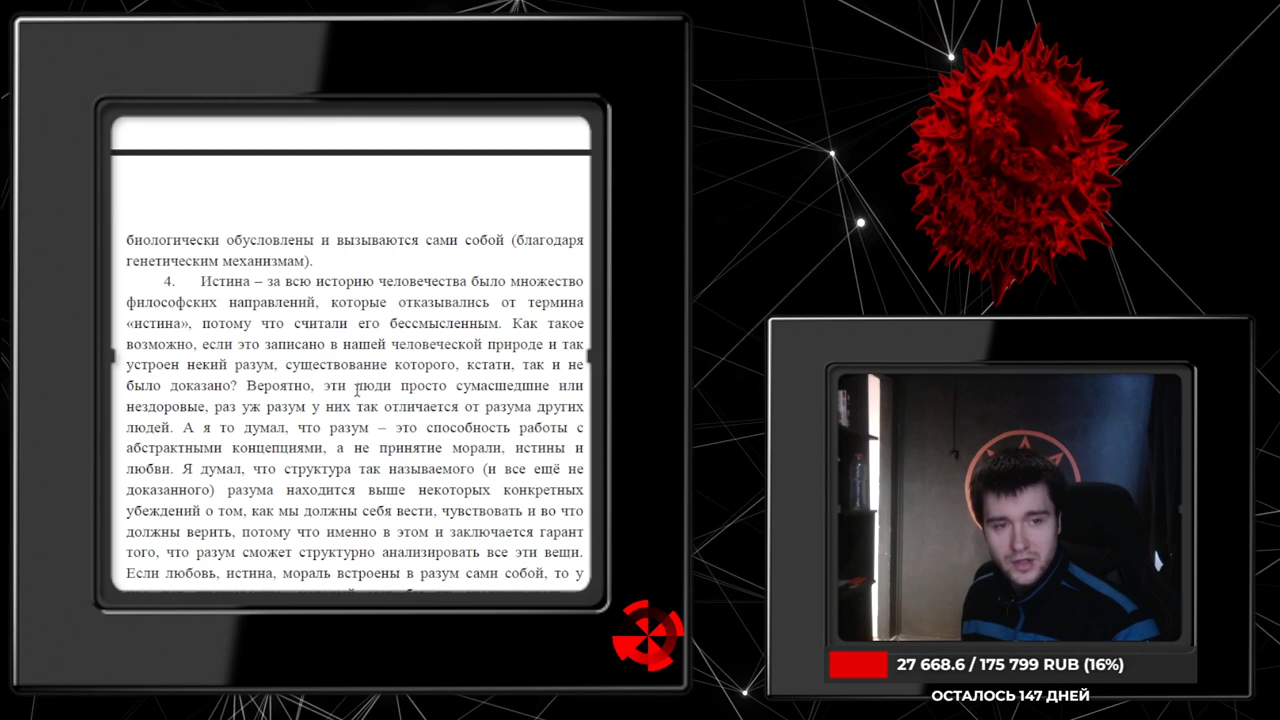 биологически обусловлены и вызываются сами собой (благодаря
генетическим механизмам).
4. Истина – за всю историю человечества было множество
философских направлений, которые отказывались от термина
«истина», потому что считали его бессмысленным. Как такое
возможно, если это записано в нашей человеческой природе и так
устроен некий разум, существование которого, кстати, так и не
было доказано? Вероятно, эти люди просто сумасшедшие или
нездоровые, раз уж разум у них так отличается от разума других
людей. А я то думал, что разум – это способность работы с
абстрактными концепциями, а не принятие морали, истины и
любви. Я думал, что структура так называемого (и все ещё не
доказанного) разума находится выше некоторых конкретных
убеждений о том, как мы должны себя вести, чувствовать и во что
должны верить, потому что именно в этом и заключается гарант
того, что разум сможет структурно анализировать все эти вещи.
Если любовь, истина, мораль встроены в разум сами собой, то у
27 668.6 / 175 799 RUB (16%)
ОСТАЛОСЬ 147 ДНЕЙ